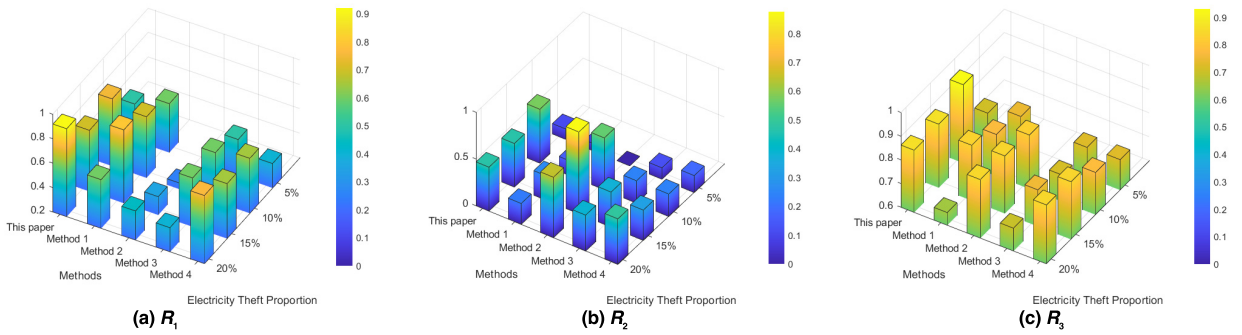 1
0.8
0.6
0.4
0.2
This paper
Method 1
Method 2
Method 3
Method 4
Methods
5%
10%
15%
20%
Electricity Theft Proportion
0.9
0.8
0.7
0.6
0.5
0.4
0.3
0.2
0.1
0
(a) R1
1
0.5
0
This paper
Method 1
Method 2
Method 3
Method 4
Methods
5%
10%
15%
20%
Electricity Theft Proportion
0.8
0.7
0.6
0.5
0.4
0.3
0.2
0.1
0
(b) R2
1
0.9
0.8
0.7
0.6
This paper
Method 1
Method 2
Method 3
Method 4
Methods
5%
10%
15%
20%
Electricity Theft Proportion
0.9
0.8
0.7
0.6
0.5
0.4
0.3
0.2
0.1
0
(c) R3